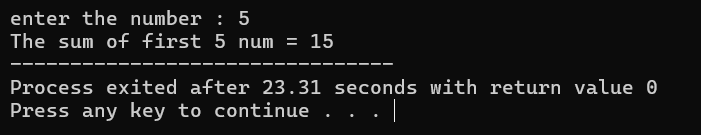 enter the number : 5
The sum of first 5 num = 15
--------------------------------
Process exited after 23.31 seconds with return value 0
Press any key to continue . . .